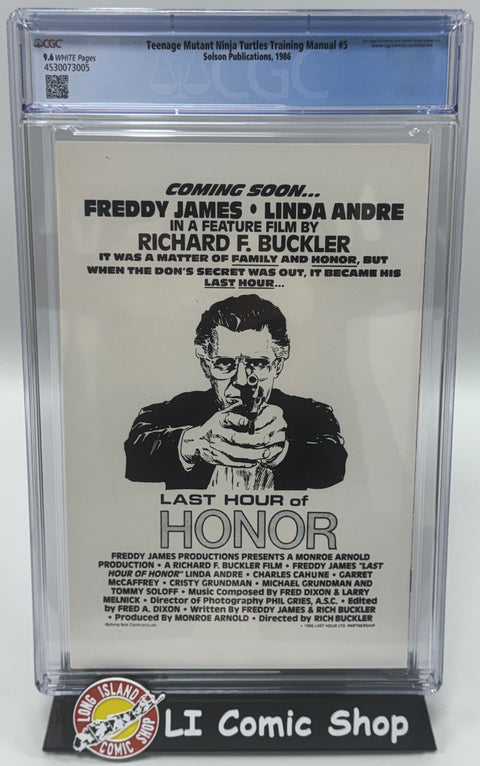 CGC
Teenage Mutant Ninja Turtles Training Manual #5
9.6 WHITE Pages
Solson Publications, 1986
4530073005
CGC
COMING SOON...
FREDDY JAMES • LINDA ANDRE
IN A FEATURE FILM BY
RICHARD F. BUCKLER
IT WAS A MATTER OF FAMILY AND HONOR, BUT
WHEN THE DON'S SECRET WAS OUT, IT BECAME HIS
LAST HOUR...
LAST HOUR of
HONOR
FREDDY JAMES PRODUCTIONS PRESENTS A MONROE ARNOLD
PRODUCTION • A RICHARD F. BUCKLER FILM • FREDDY JAMES "LAST
HOUR OF HONOR" LINDA ANDRE • CHARLES CAHUNE • GARRET
McCAFFREY • CRISTY GRUNDMAN • MICHAEL GRUNDMAN AND
TOMMY SOLOFF • Music Composed BY FRED DIXON & LARRY
MELNICK • Director of Photography PHIL GRIES, A.S.C. • Edited
by FRED A. DIXON • Written By FREDDY JAMES & RICH BUCKLER
• Produced By MONROE ARNOLD • Directed by RICH BUCKLER
• 1986 LAST HOUR LTD PARTNERSHIP
LONG ISLAND
COMIC SHOP
LI Comic Shop